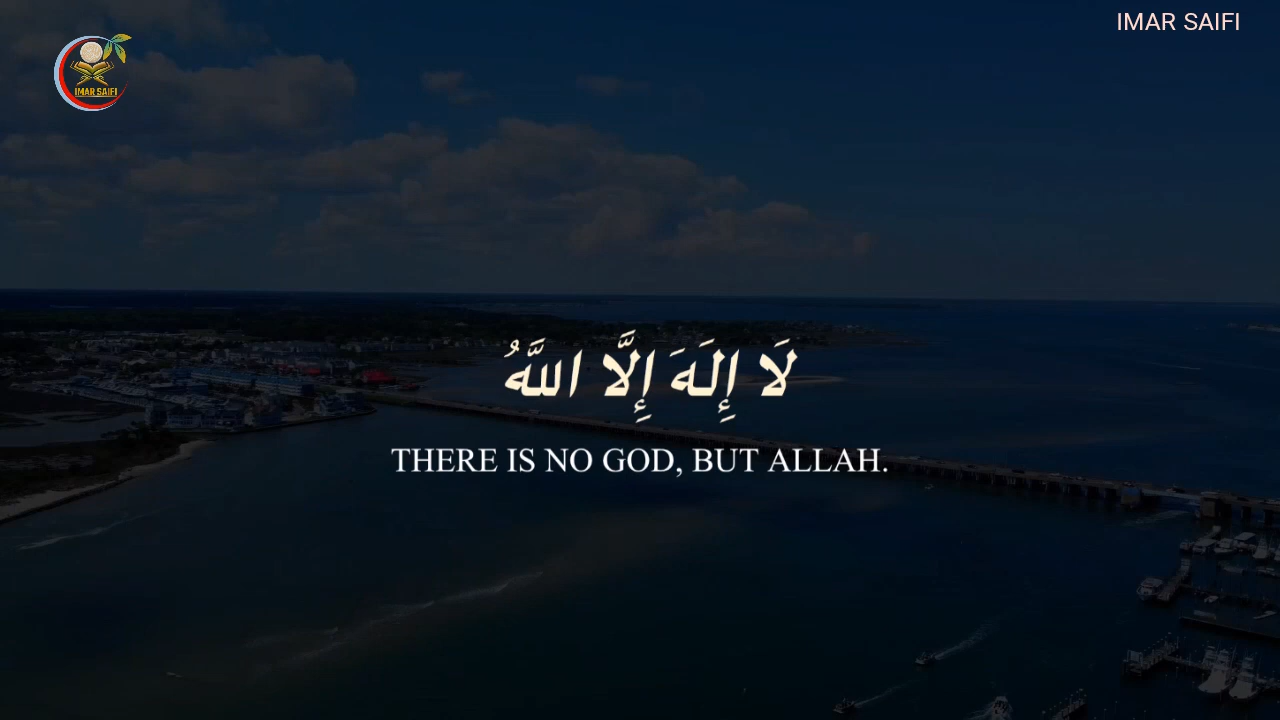 IMAR SAIFI
IMAR SAIFI
لَا إِلَهَ إِلَّا اللَّهُ
THERE IS NO GOD, BUT ALLAH.